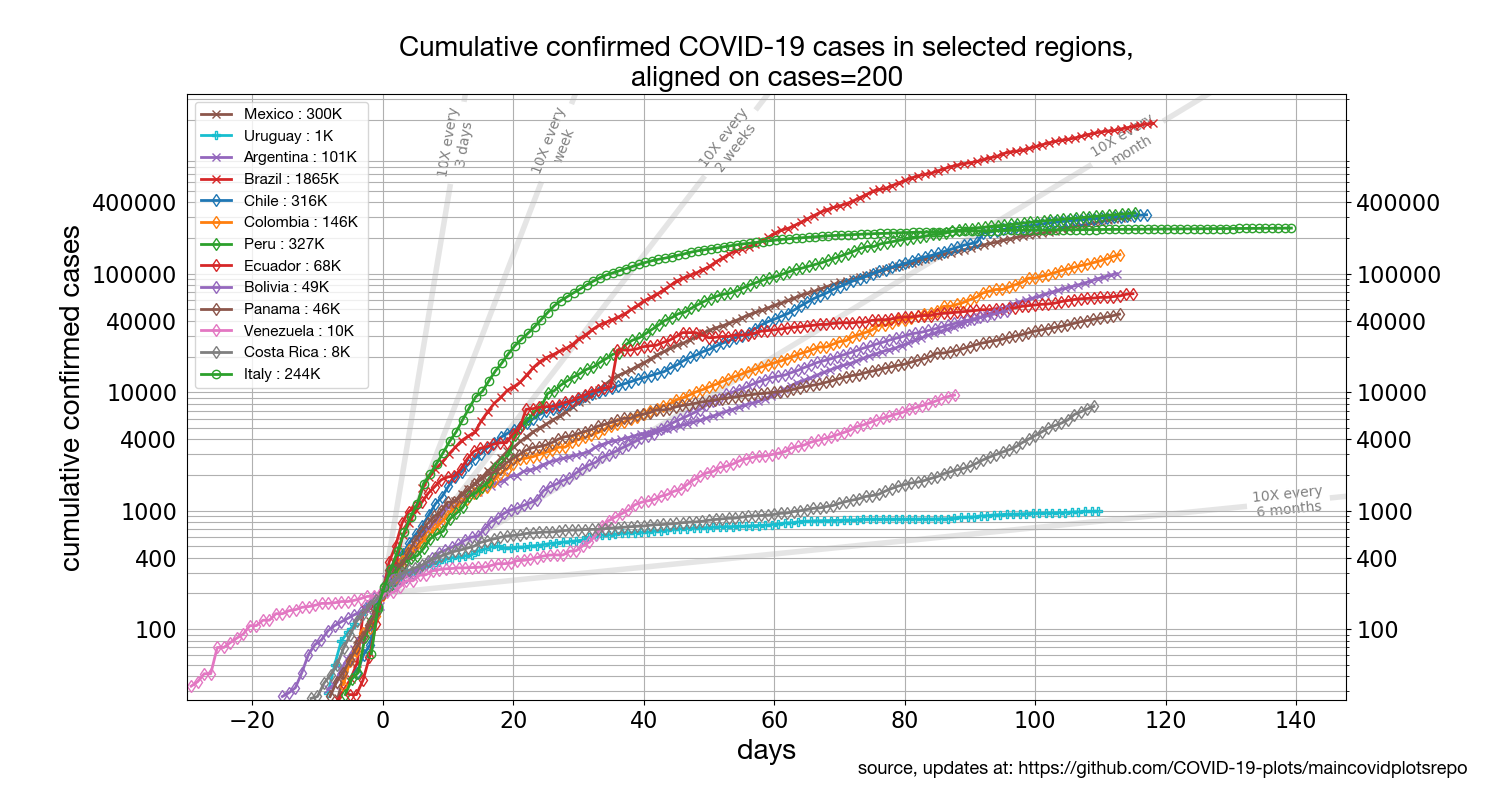 Cumulative confirmed COVID-19 cases in selected regions,
aligned on cases=200
Mexico : 300K
Uruguay : 1K
Argentina : 101K
Brazil : 1865K
Chile : 316K
Colombia : 146K
Peru : 327K
Ecuador : 68K
Bolivia : 49K
Panama : 46K
Venezuela : 10K
Costa Rica : 8K
Italy : 244K
10X every
3 days
10X every
week
10X every
2 weeks
10X every
month
10X every
6 months
cumulative confirmed cases
400000
100000
40000
10000
4000
1000
400
100
400000
100000
40000
10000
4000
1000
400
100
−20
0
20
40
60
80
100
120
140
days
source, updates at: https://github.com/COVID-19-plots/maincovidplotsrepo